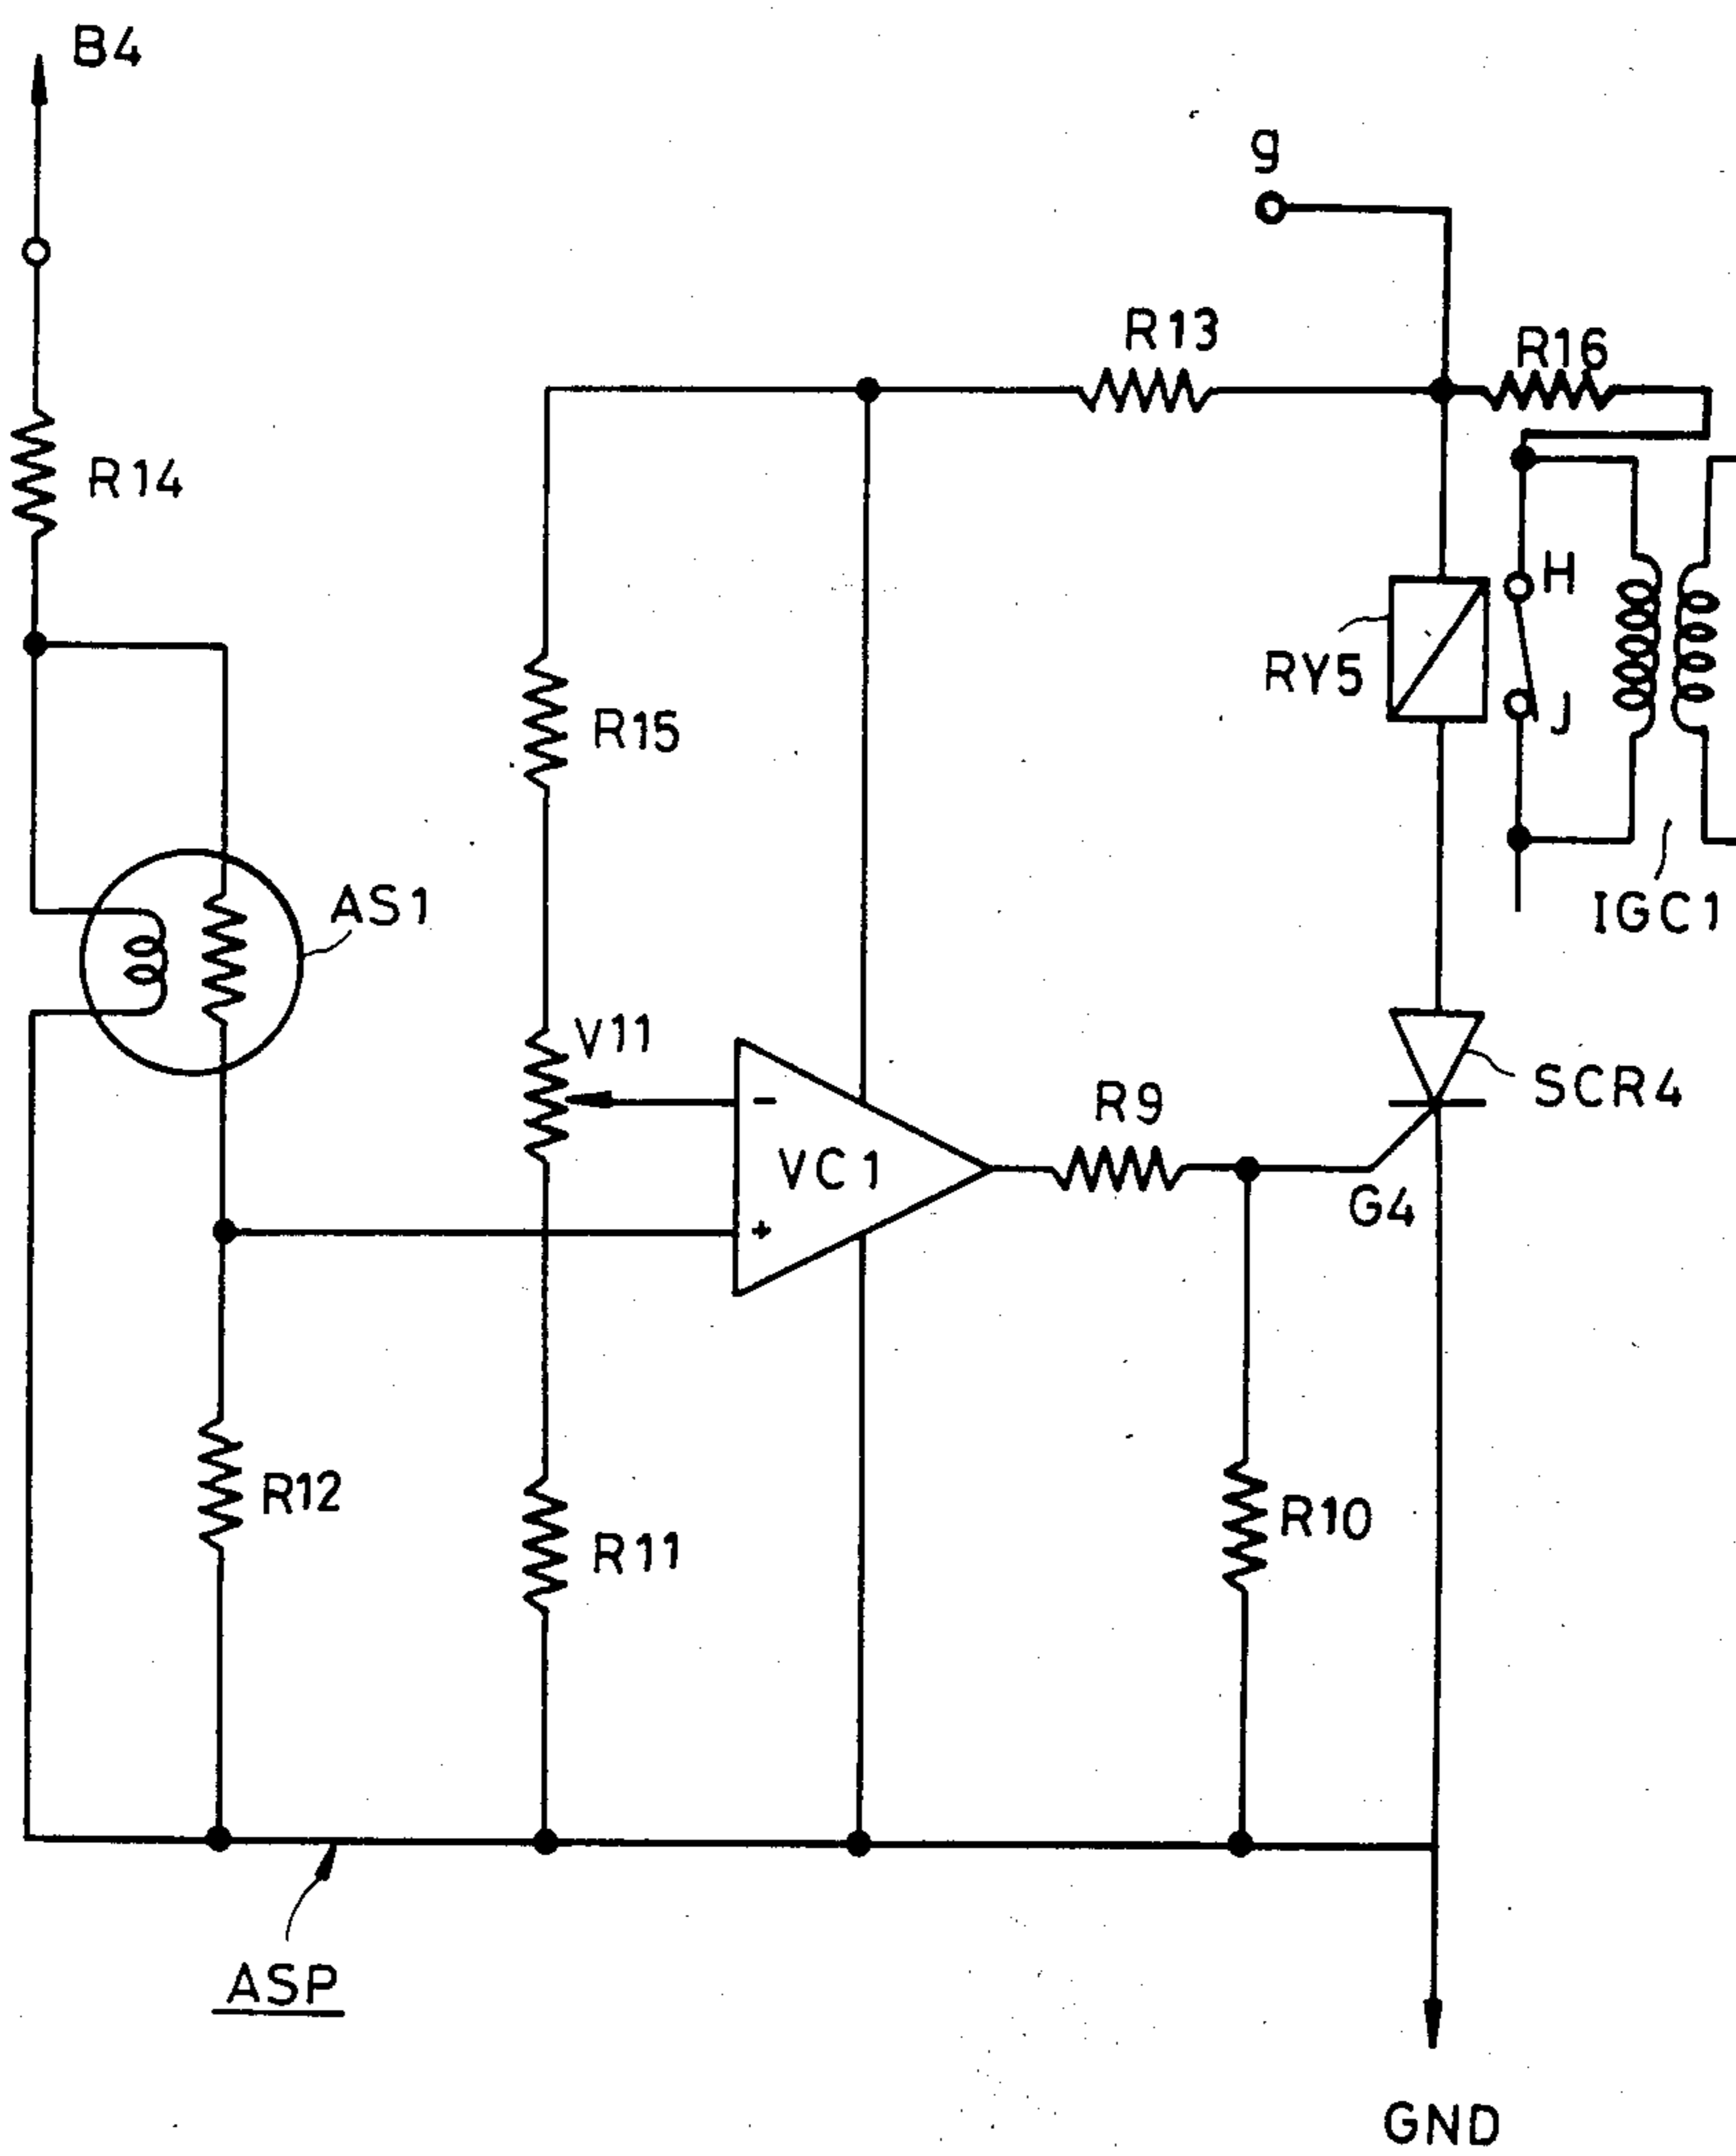 B4
g
R13
R16
R14
H
RY5
J
R15
AS1
IGC1
V11
SCR4
R9
-
VC1
G4
+
R12
R10
R11
ASP
GND